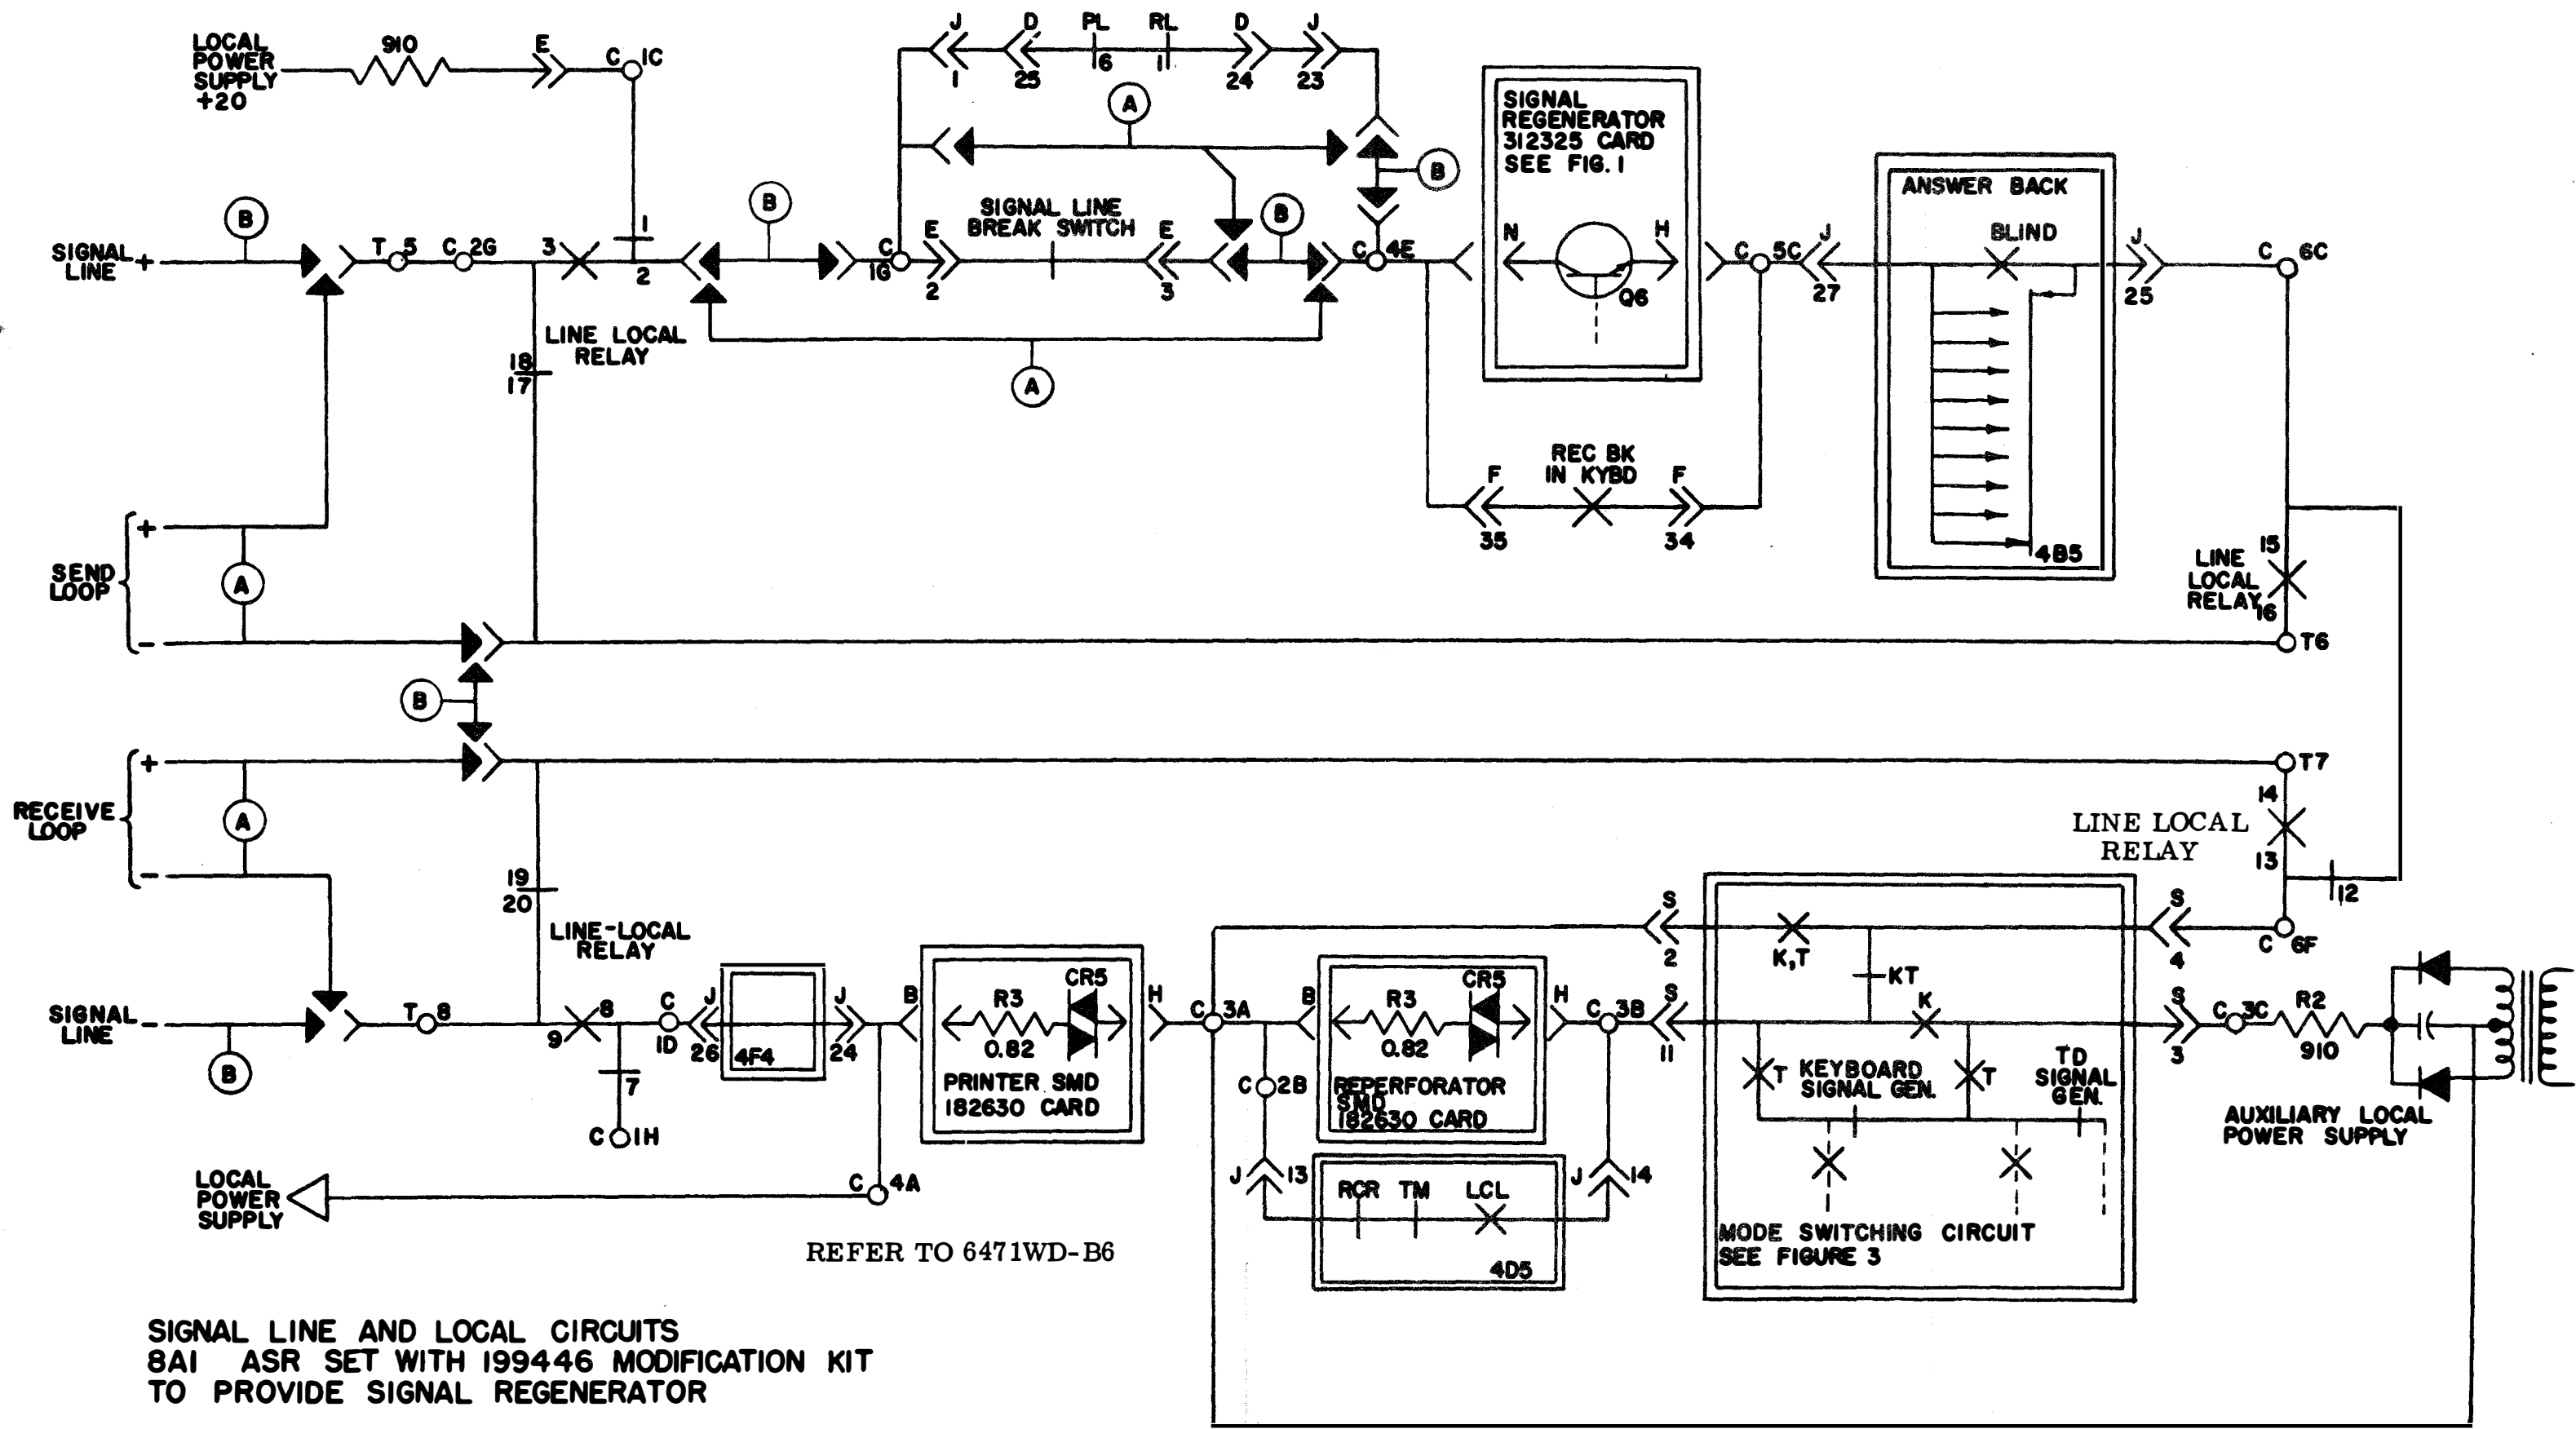 LOCAL
POWER
SUPPLY
+20
910
E
C 1C
J
1
D
25
PL
6
RL
1
D
24
J
23
A
B
SIGNAL
REGENERATOR
312325 CARD
SEE FIG. 1
N
H
Q6
ANSWER BACK
BLIND
4B5
SIGNAL
LINE
+
B
T 5
C 2G
3
1
2
B
C
1G
E
2
SIGNAL LINE
BREAK SWITCH
E
3
B
C 4E
C 5C
J
27
J
25
C 6C
LINE LOCAL
RELAY
18
17
A
REC BK
IN KYBD
F
35
F
34
SEND
LOOP
+
A
-
LINE
LOCAL
RELAY
15
16
T6
B
RECEIVE
LOOP
+
A
-
T7
14
13
12
LINE LOCAL
RELAY
19
20
LINE-LOCAL
RELAY
SIGNAL
LINE
-
B
T 8
9
8
7
C 1H
C
1D
J
26
4F4
J
24
B
R3
0.82
CR5
PRINTER SMD
182630 CARD
H
C 3A
B
R3
0.82
CR5
REPERFORATOR
SMD
182630 CARD
H
C 3B
C 2B
J 13
RCR TM LCL
4D5
J 14
S
2
S
11
K,T
KT
K
T
KEYBOARD
SIGNAL GEN.
T
TD
SIGNAL
GEN.
MODE SWITCHING CIRCUIT
SEE FIGURE 3
S
4
C 6F
S
3
C 3C
R2
910
AUXILIARY LOCAL
POWER SUPPLY
LOCAL
POWER
SUPPLY
C 4A
REFER TO 6471WD-B6
SIGNAL LINE AND LOCAL CIRCUITS
8A1 ASR SET WITH 199446 MODIFICATION KIT
TO PROVIDE SIGNAL REGENERATOR